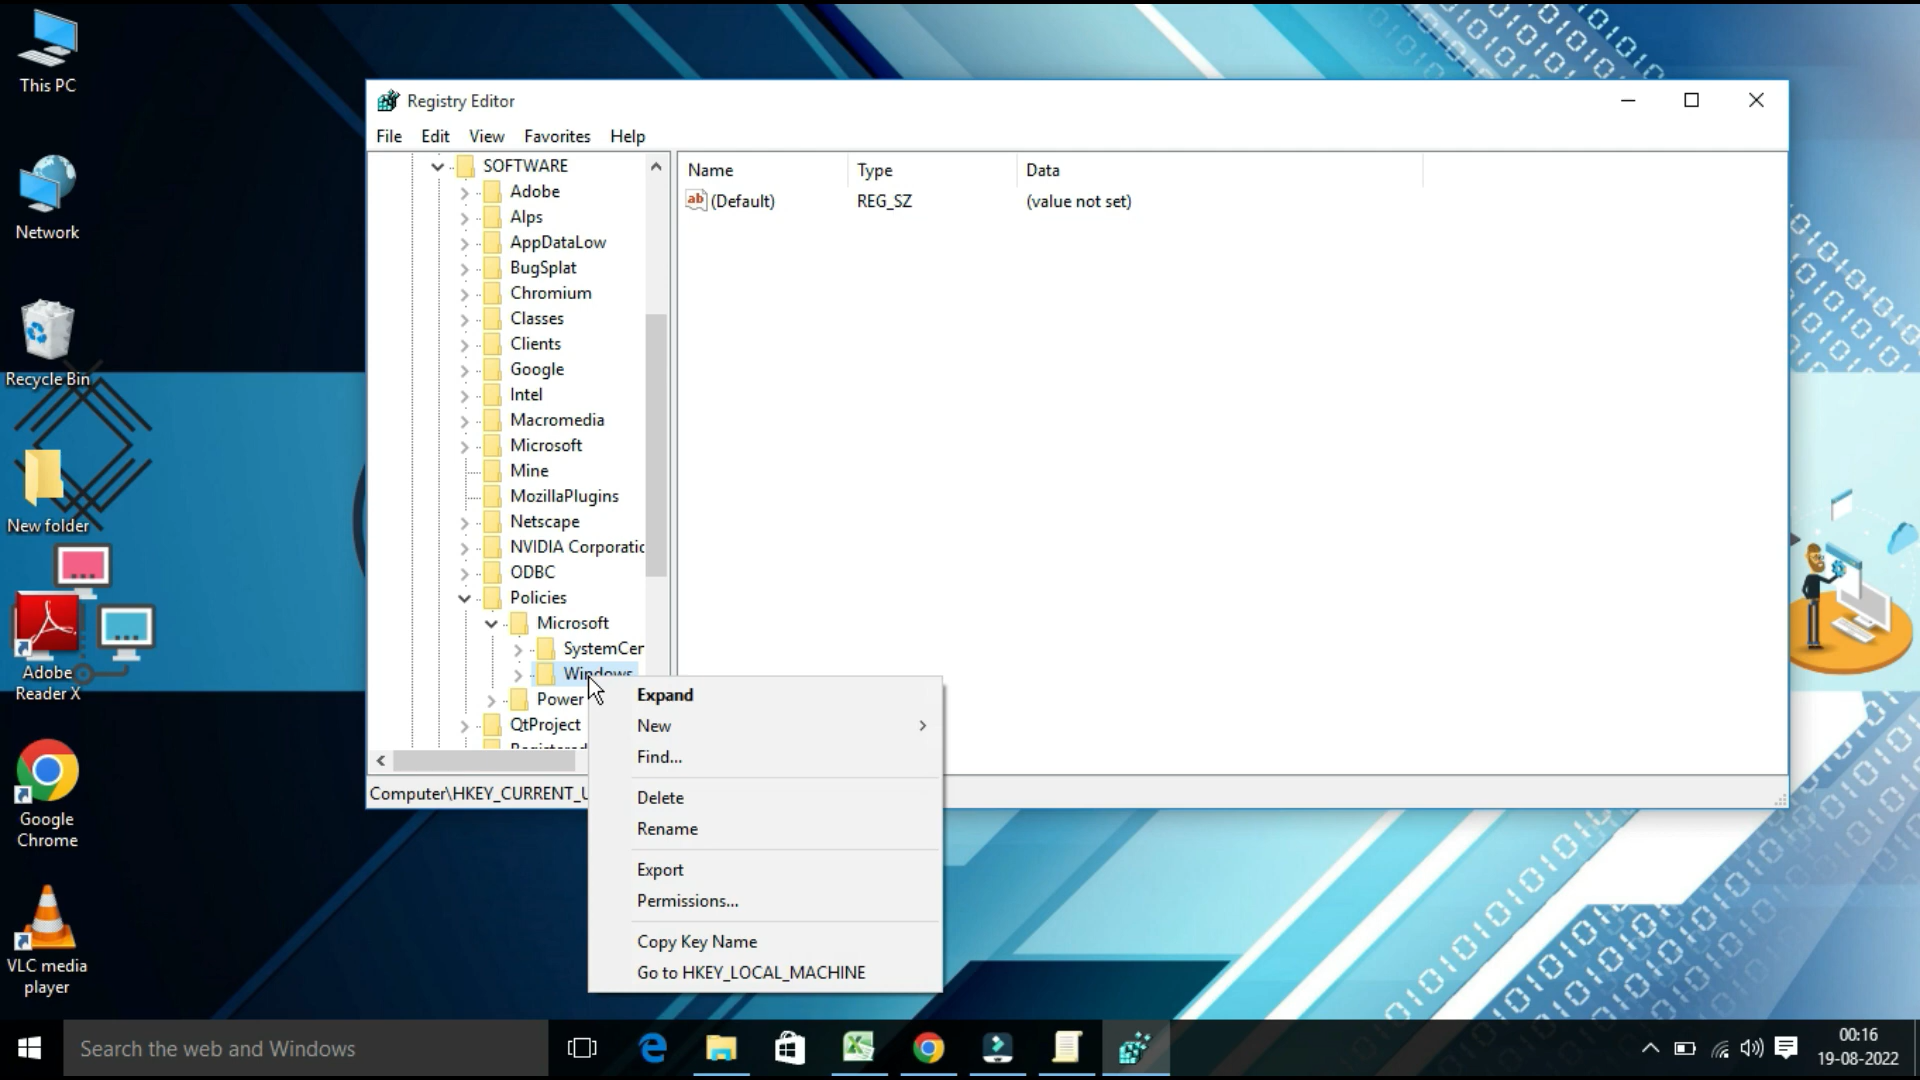 This PC
Network
Recycle Bin
New folder
Adobe
Reader X
Google
Chrome
VLC media
player
Registry Editor
File Edit View Favorites Help
SOFTWARE
Adobe
Alps
AppDataLow
BugSplat
Chromium
Classes
Clients
Google
Intel
Macromedia
Microsoft
Mine
MozillaPlugins
Netscape
NVIDIA Corporatic
ODBC
Policies
Microsoft
SystemCer
Windows
Power
QtProject
Name Type Data
ab (Default) REG_SZ (value not set)
Expand
New
Find...
Delete
Rename
Export
Permissions...
Copy Key Name
Go to HKEY_LOCAL_MACHINE
Computer\HKEY_CURRENT_U
Search the web and Windows
00:16
19-08-2022